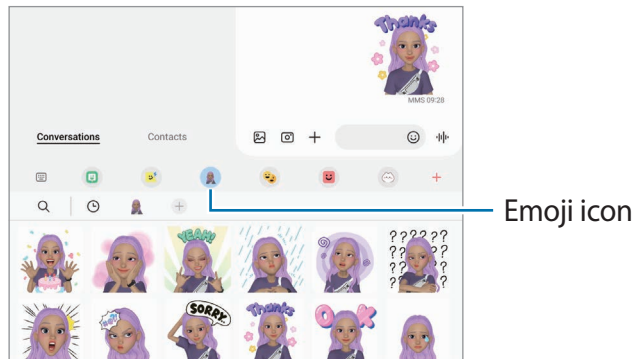 Thanks
MMS 09:28
Conversations Contacts
Emoji icon
YEAH!
? ? ? ? ? ?
SORRY
Thanks
OK